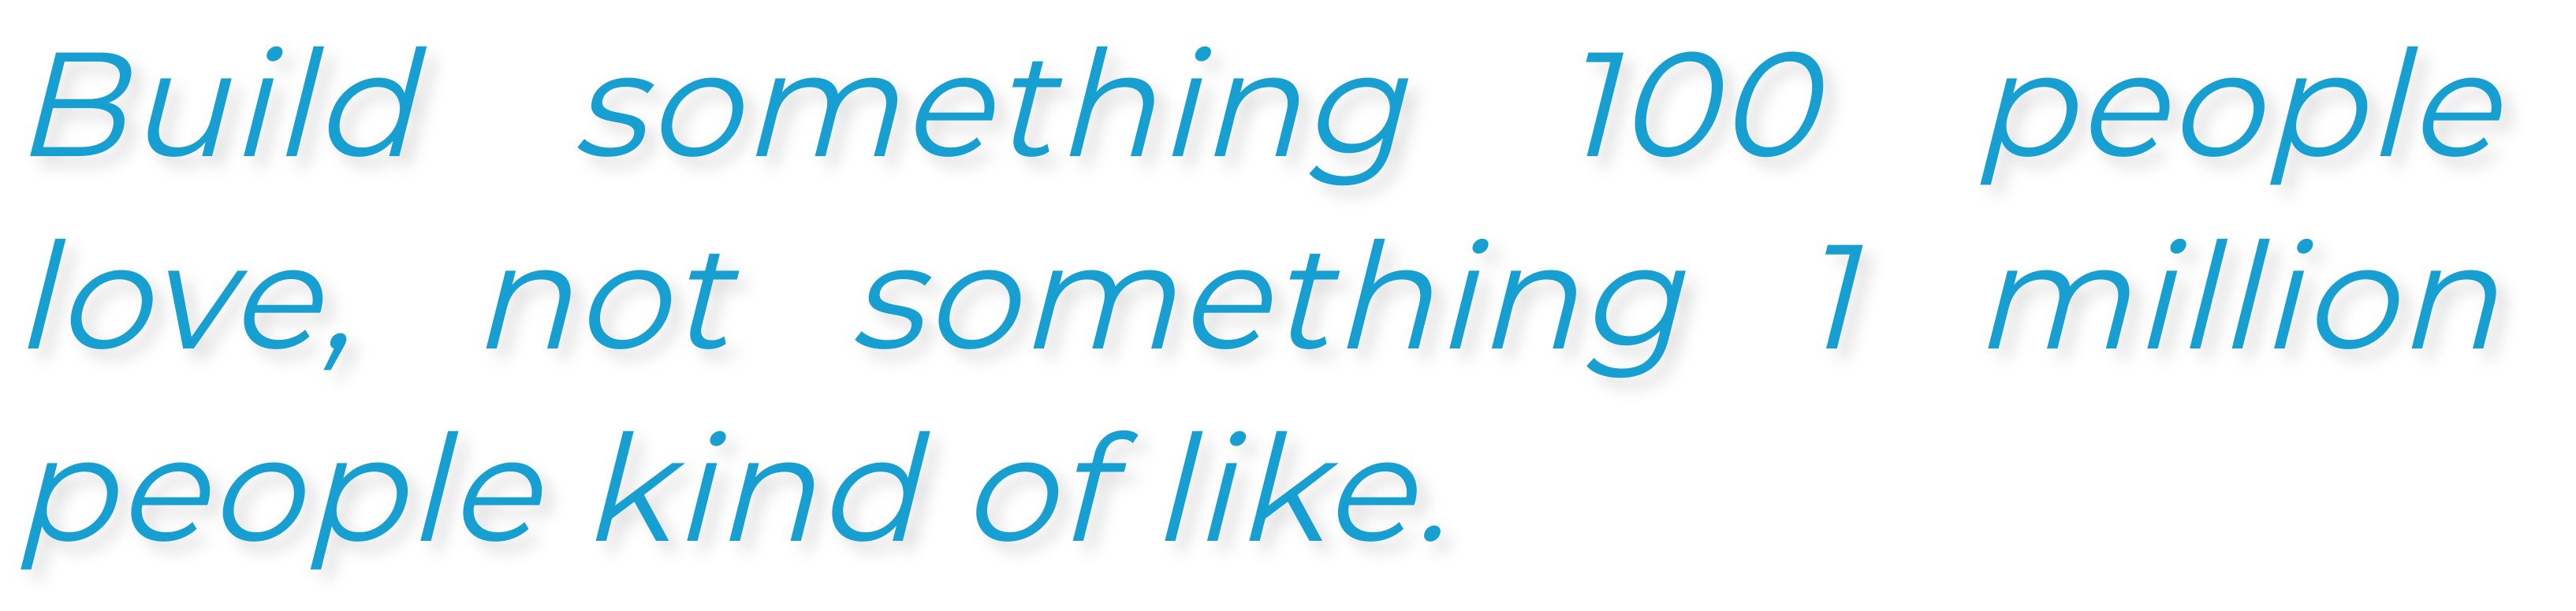 Build something 100 people
love, not something 1 million
people kind of like.